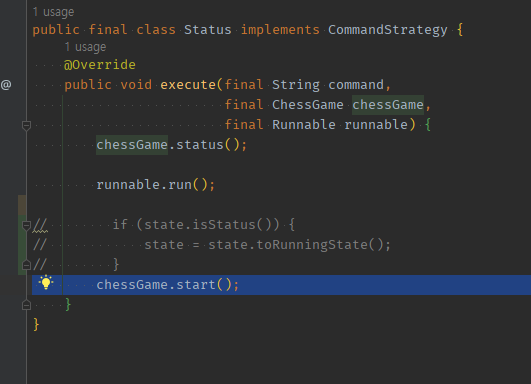 1 usage
public final class Status implements CommandStrategy {
    1 usage
    @Override
@   public void execute(final String command,
                        final ChessGame chessGame,
                        final Runnable runnable) {
        chessGame.status();
        runnable.run();
//        if (state.isStatus()) {
//            state = state.toRunningState();
//        }
        chessGame.start();
    }
}